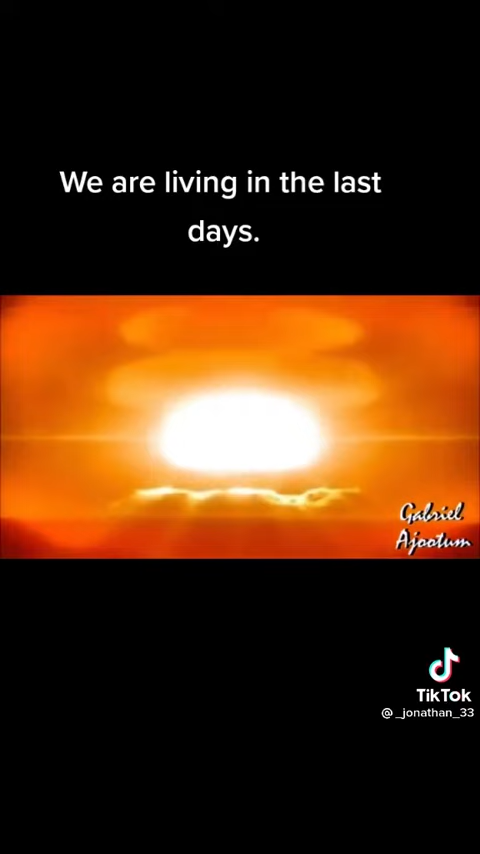 We are living in the last
days.
Gabriel
Ajootum
TikTok
@_jonathan_33